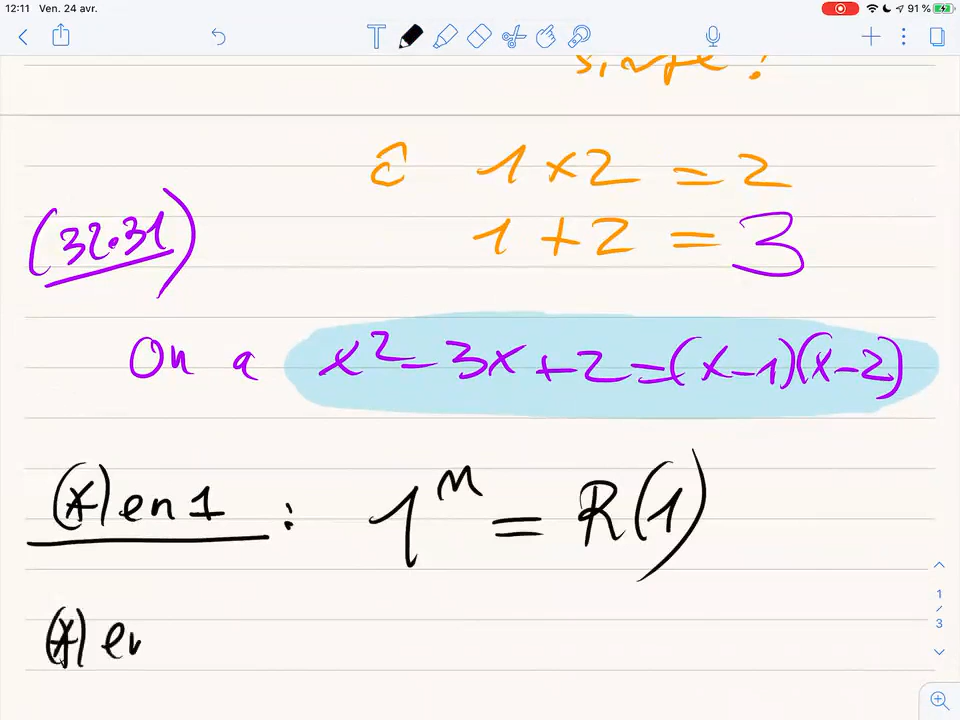 12:11 Ven. 24 avr.
91 %
T
1 × 2 = 2
1 + 2 = 3
(32.31)
On a x² - 3x + 2 = (x-1)(x-2)
(*) en 1 : 1ⁿ = R(1)
1
/
3
(*) en